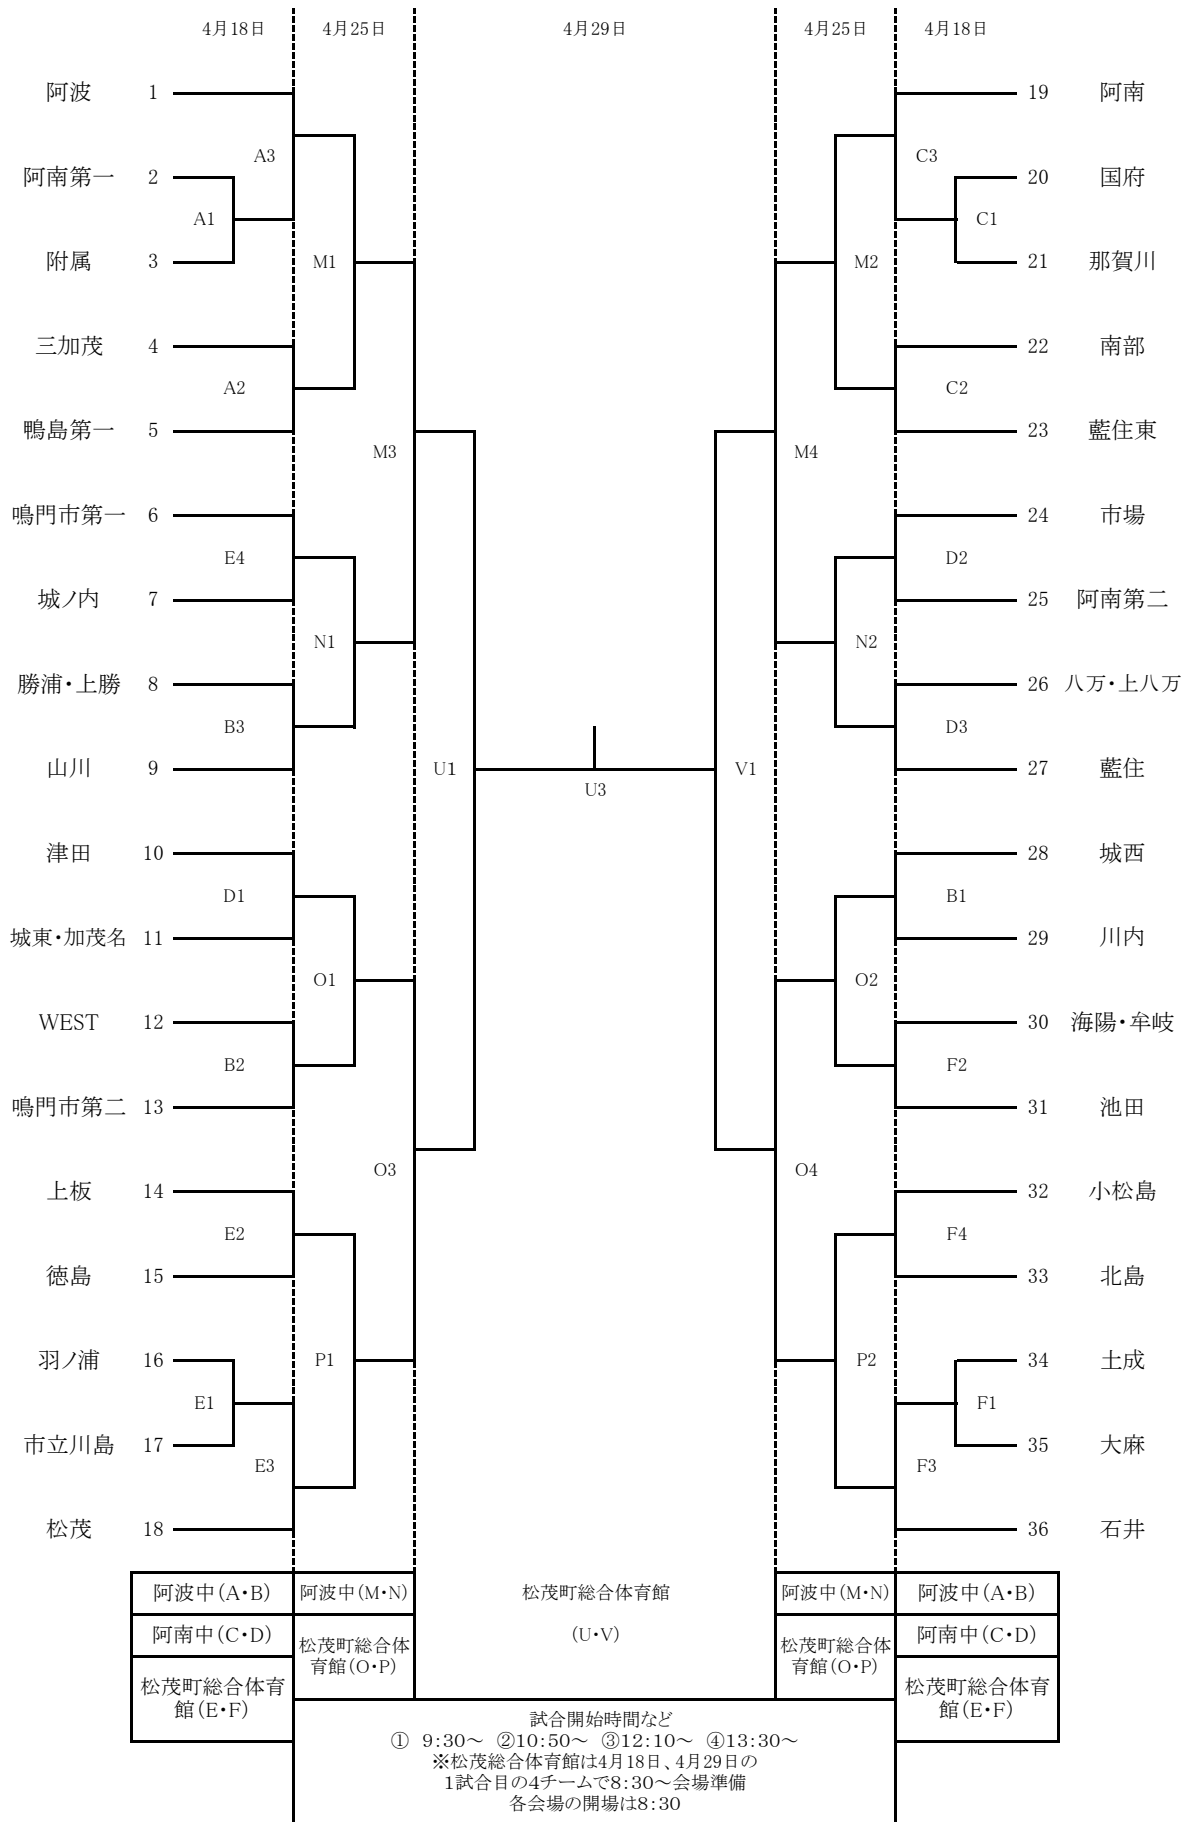 4月18日 4月25日 4月29日 4月25日 4月18日
阿波 1 19 阿南
A3 C3
阿南第一 2 20 国府
A1 C1
附属 3 M1 M2 21 那賀川
三加茂 4 22 南部
A2 C2
鴨島第一 5 23 藍住東
M3 M4
鳴門市第一 6 24 市場
E4 D2
城ノ内 7 25 阿南第二
N1 N2
勝浦・上勝 8 26 八万・上八万
B3 D3
山川 9 U1 V1 27 藍住
U3
津田 10 28 城西
D1 B1
城東・加茂名 11 29 川内
O1 O2
WEST 12 30 海陽・牟岐
B2 F2
鳴門市第二 13 31 池田
O3 O4
上板 14 32 小松島
E2 F4
徳島 15 33 北島
羽ノ浦 16 P1 P2 34 土成
E1 F1
市立川島 17 35 大麻
E3 F3
松茂 18 36 石井
阿波中(A・B) 阿波中(M・N) 松茂町総合体育館 阿波中(M・N) 阿波中(A・B)
阿南中(C・D) (U・V) 阿南中(C・D)
松茂町総合体 松茂町総合体
育館(O・P) 育館(O・P)
松茂町総合体育 松茂町総合体育
館(E・F) 館(E・F)
試合開始時間など
① 9:30～ ②10:50～ ③12:10～ ④13:30～
※松茂総合体育館は4月18日、4月29日の
1試合目の4チームで8:30～会場準備
各会場の開場は8:30